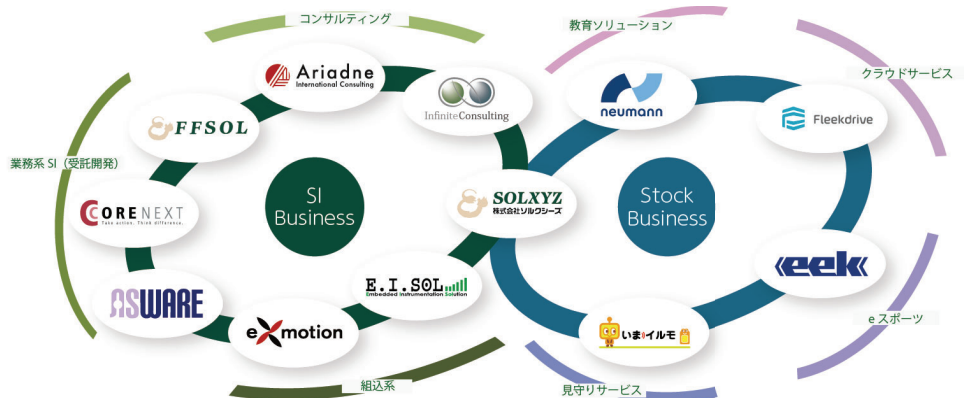 コンサルティング
教育ソリューション
クラウドサービス
Ariadne
International Consulting
InfiniteConsulting
neumann
Fleekdrive
FFSOL
業務系 SI（受託開発）
CORENEXT
Take action. Think difference.
SI
Business
SOLXYZ
株式会社ソルクシーズ
Stock
Business
ASWARE
E.I.SOL
Embedded Instrumentation Solution
eXmotion
いまイルモ
eek
eスポーツ
組込系
見守りサービス